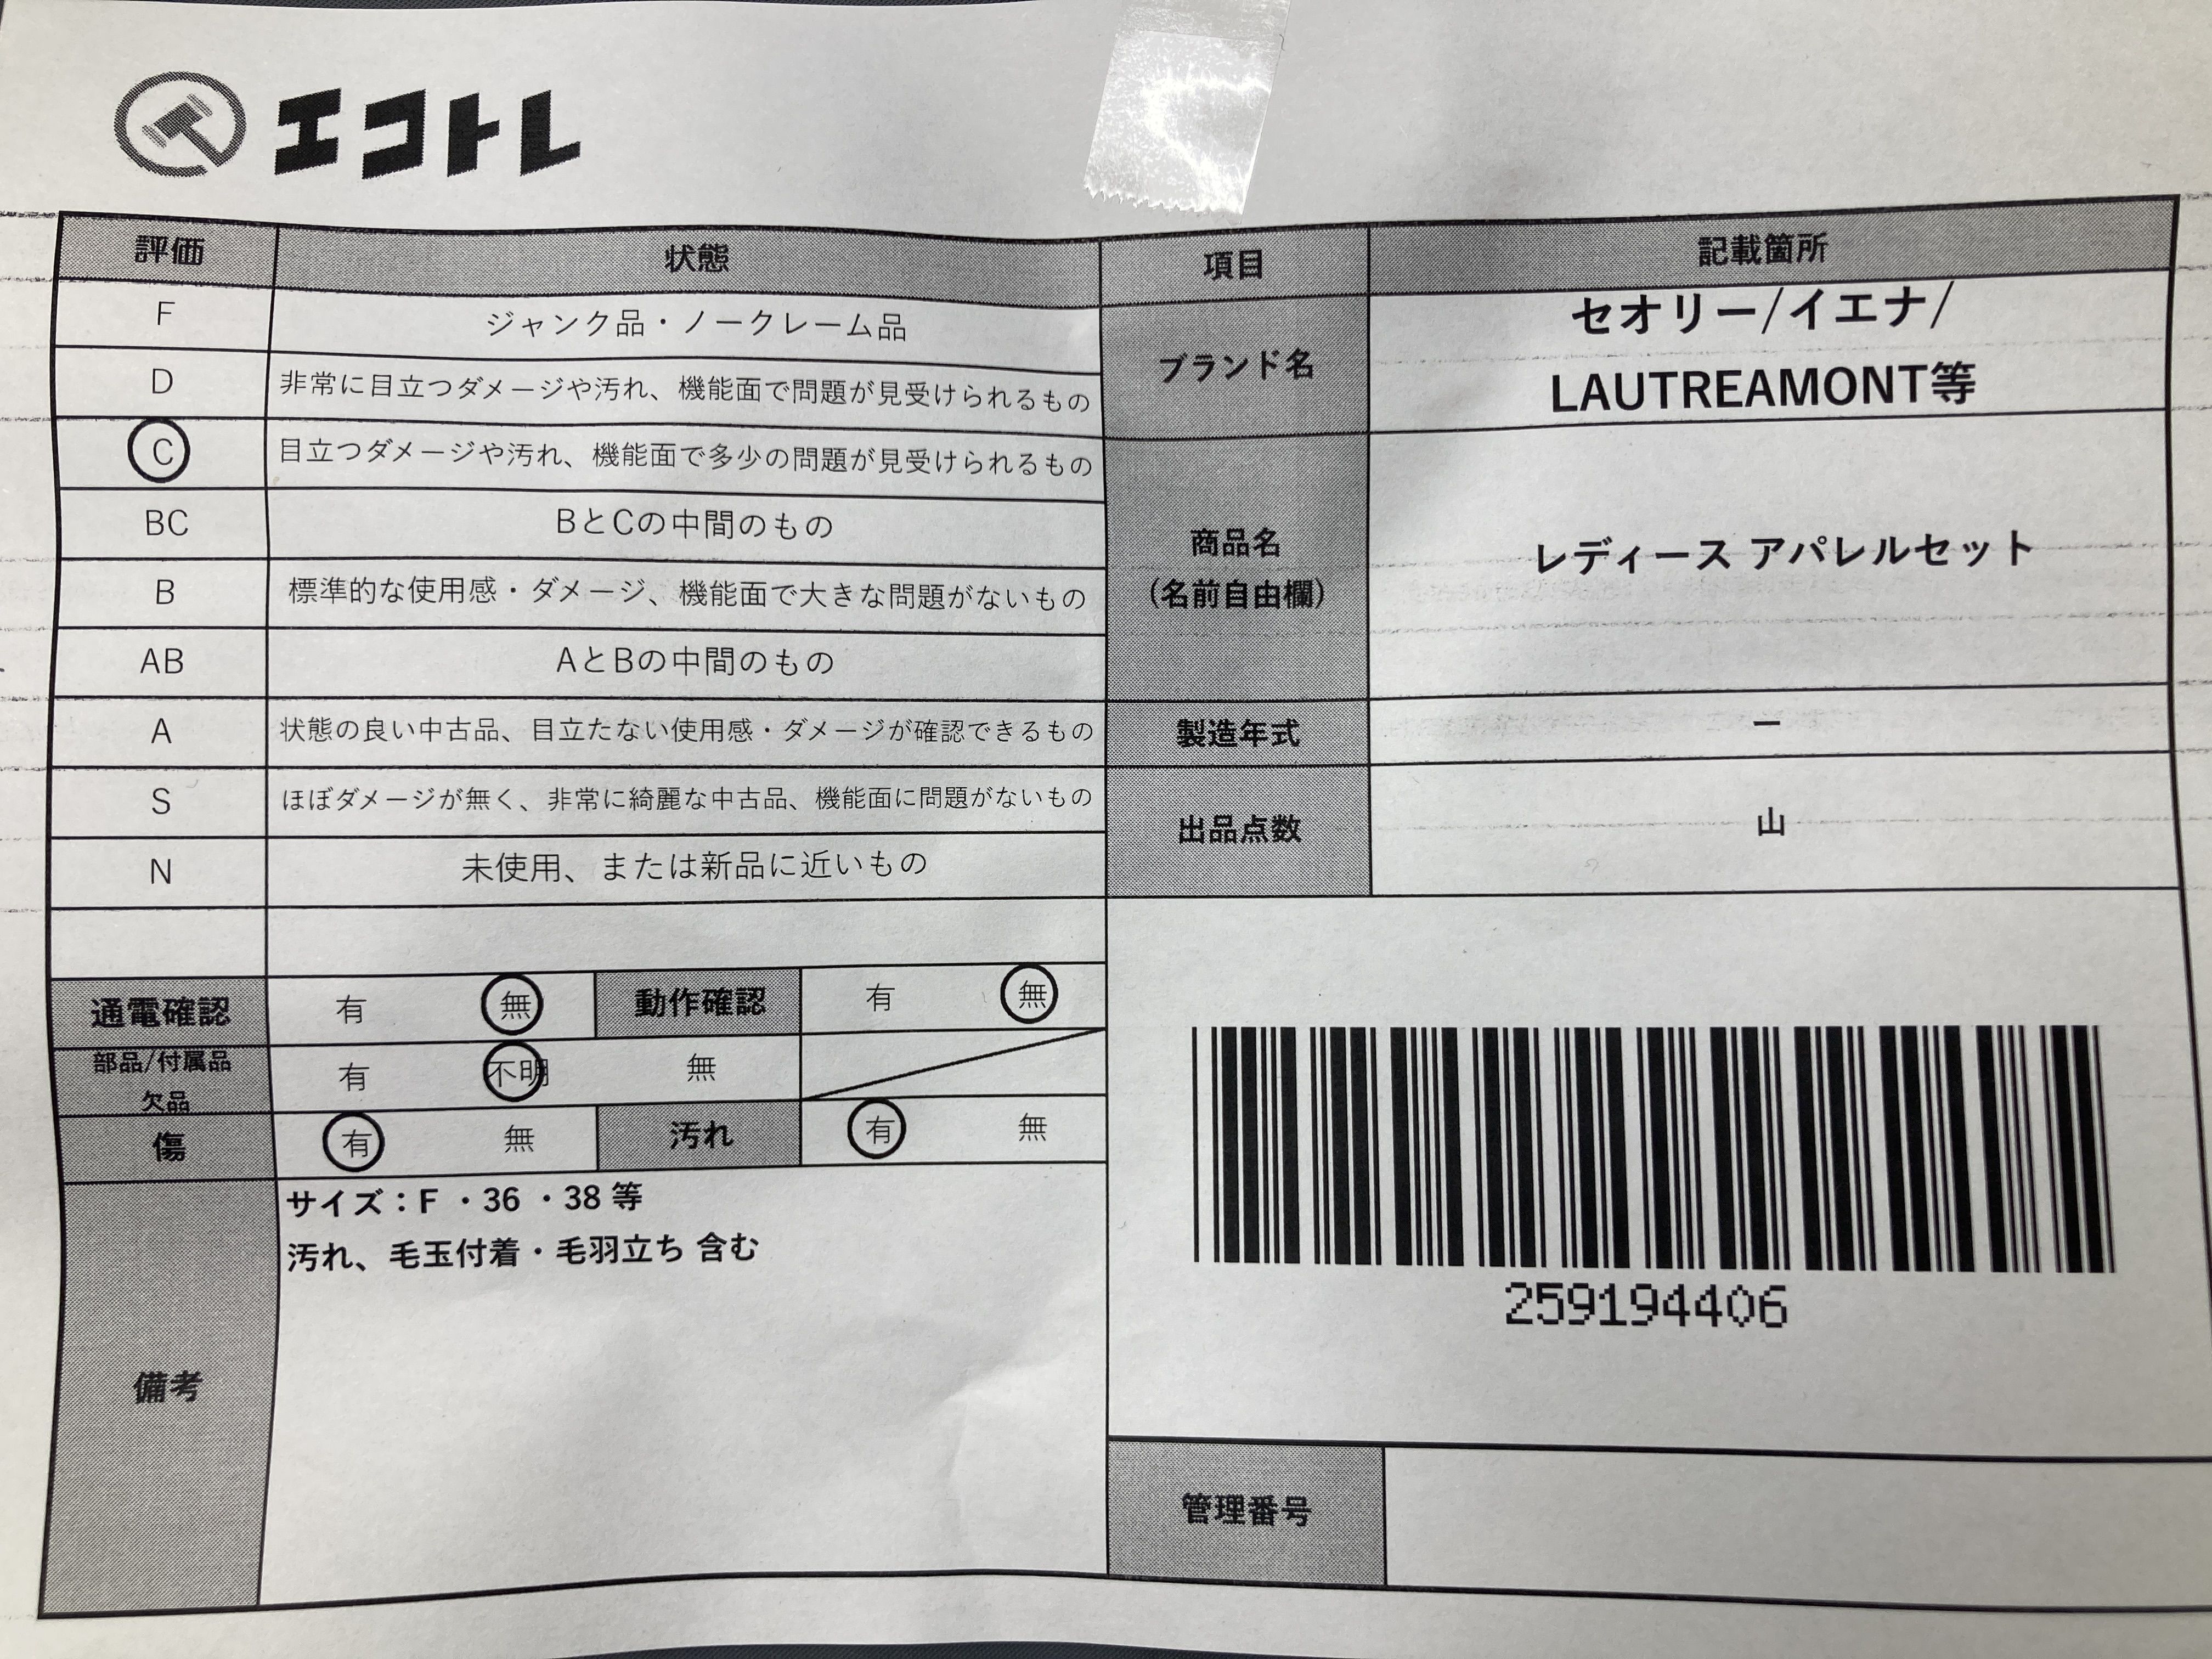 エコトレ
評価 状態
F ジャンク品・ノークレーム品
D 非常に目立つダメージや汚れ、機能面で問題が見受けられるもの
C 目立つダメージや汚れ、機能面で多少の問題が見受けられるもの
BC BとCの中間のもの
B 標準的な使用感・ダメージ、機能面で大きな問題がないもの
AB AとBの中間のもの
A 状態の良い中古品、目立たない使用感・ダメージが確認できるもの
S ほぼダメージが無く、非常に綺麗な中古品、機能面に問題がないもの
N 未使用、または新品に近いもの
通電確認 有 無 動作確認 有 無
部品/付属品
欠品
有 不明 無
傷 有 無 汚れ 有 無
備考
サイズ：F ・36 ・38 等
汚れ、毛玉付着・毛羽立ち 含む
項目 記載箇所
ブランド名
セオリー/イエナ/
LAUTREAMONT等
商品名
（名前自由欄）
レディース アパレルセット
製造年式 ー
出品点数 山
259194406
管理番号